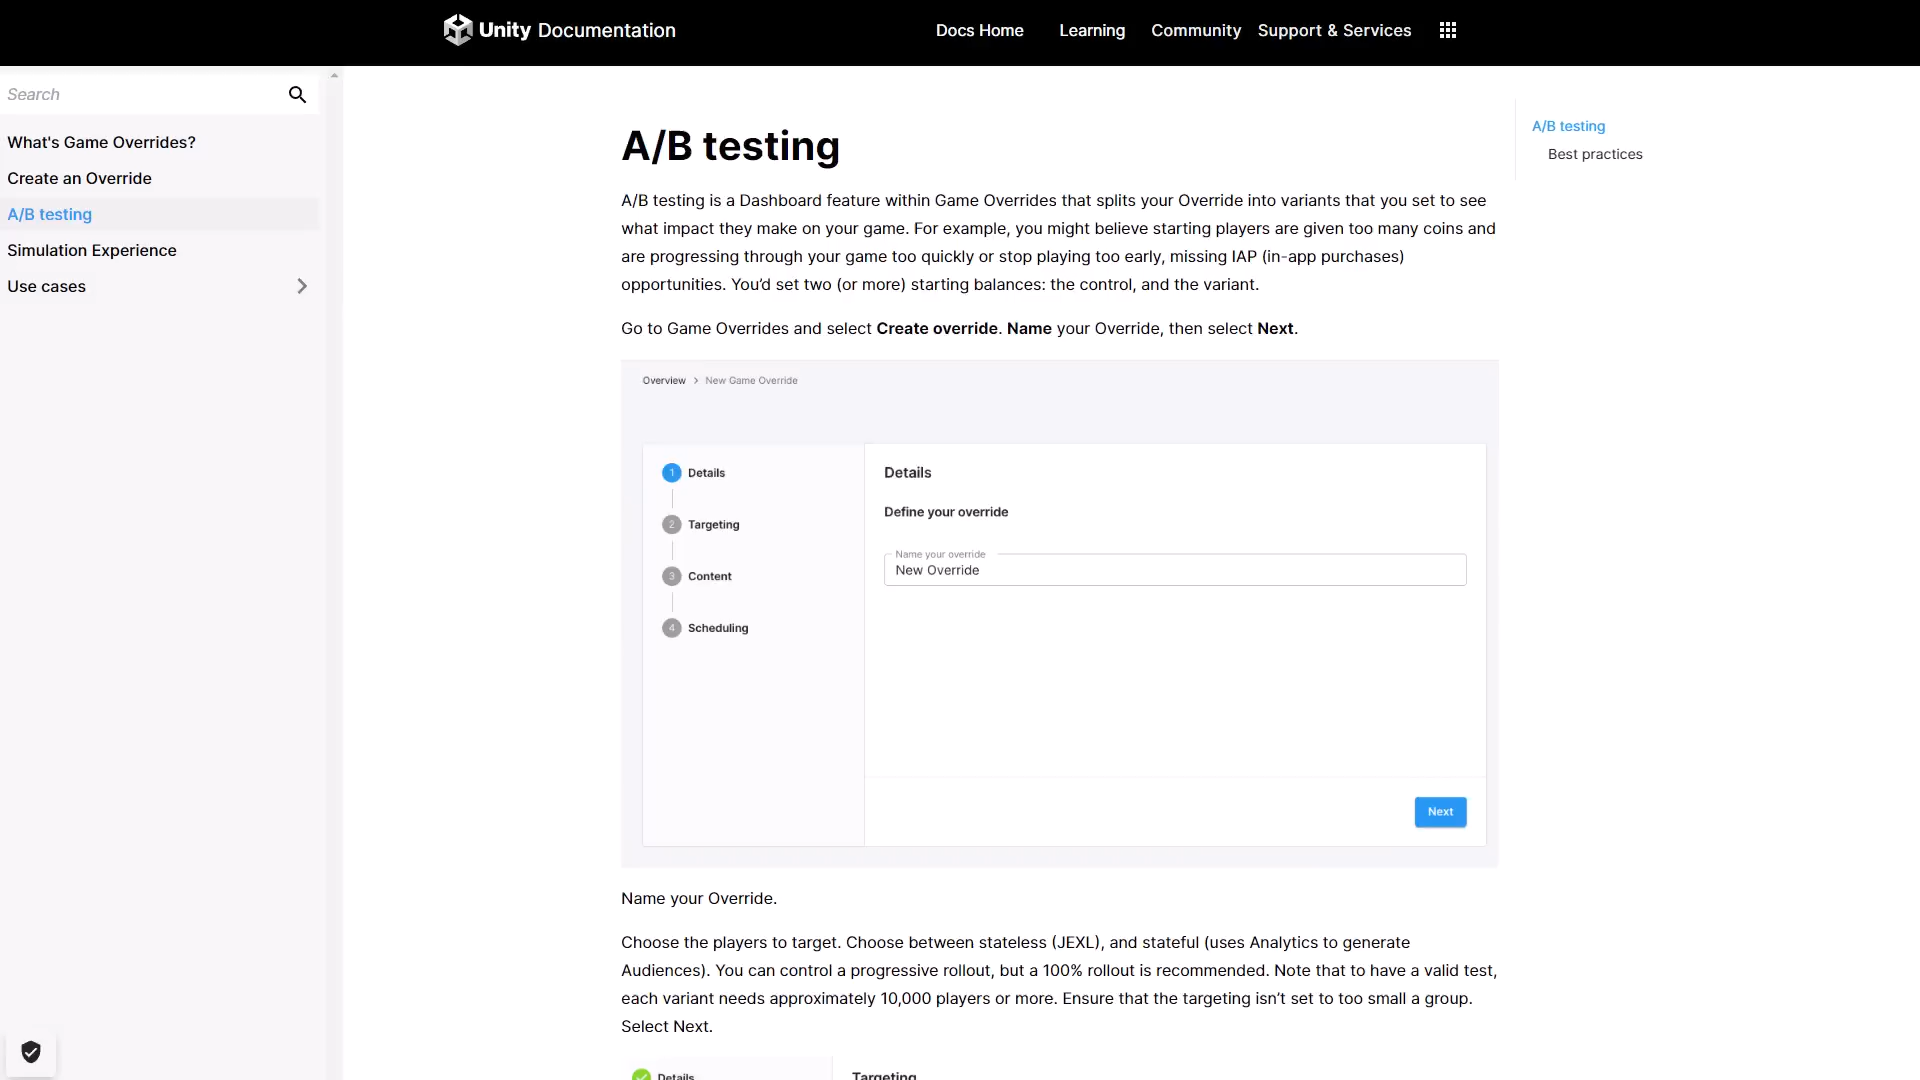 Unity Documentation
Docs Home
Learning
Community
Support & Services
Search
What's Game Overrides?
Create an Override
A/B testing
Simulation Experience
Use cases
A/B testing
A/B testing is a Dashboard feature within Game Overrides that splits your Override into variants that you set to see
what impact they make on your game. For example, you might believe starting players are given too many coins and
are progressing through your game too quickly or stop playing too early, missing IAP (in-app purchases)
opportunities. You’d set two (or more) starting balances: the control, and the variant.
Go to Game Overrides and select Create override. Name your Override, then select Next.
Overview > New Game Override
1 Details
2 Targeting
3 Content
4 Scheduling
Details
Define your override
Name your override
New Override
Next
Name your Override.
Choose the players to target. Choose between stateless (JEXL), and stateful (uses Analytics to generate
Audiences). You can control a progressive rollout, but a 100% rollout is recommended. Note that to have a valid test,
each variant needs approximately 10,000 players or more. Ensure that the targeting isn’t set to too small a group.
Select Next.
Details
Targeting
A/B testing
Best practices